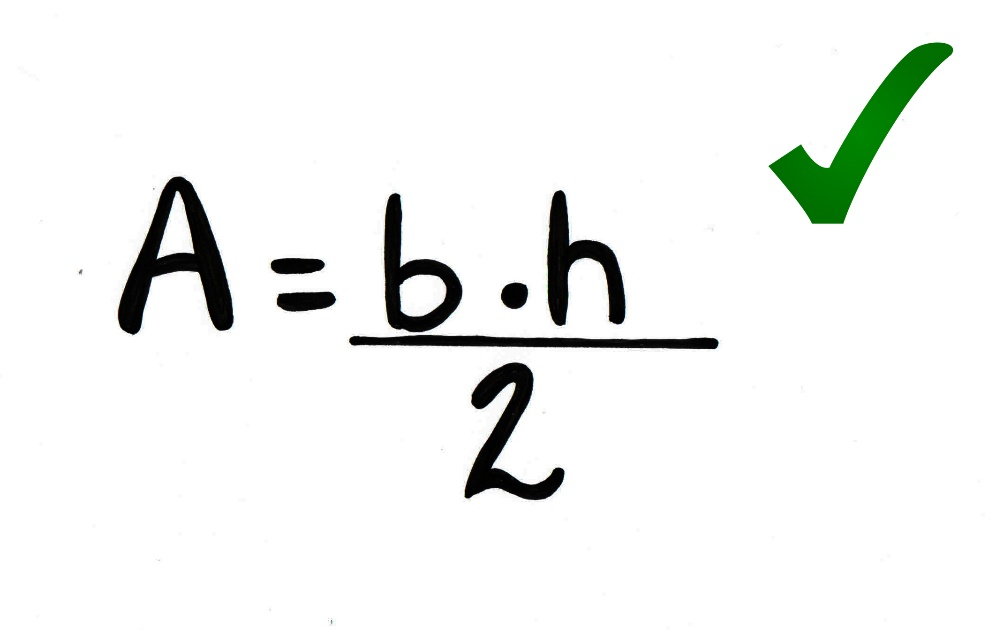 A = b·h
2